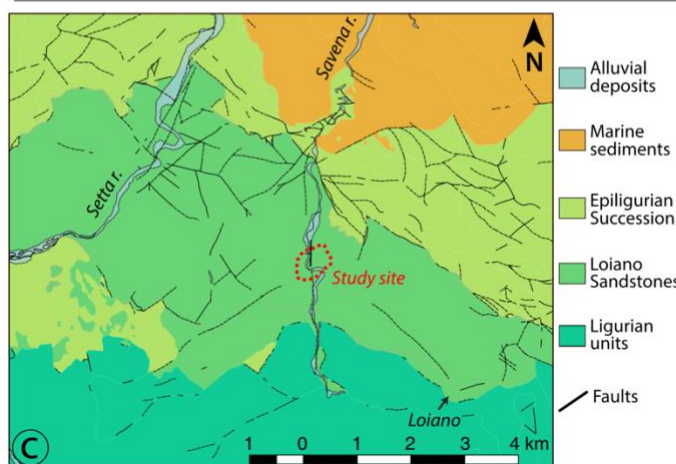 Savena r.
N
Setta r.
Study site
Loiano
C
1 0 1 2 3 4 km
Alluvial
deposits
Marine
sediments
Epiligurian
Succession
Loiano
Sandstones
Ligurian
units
Faults